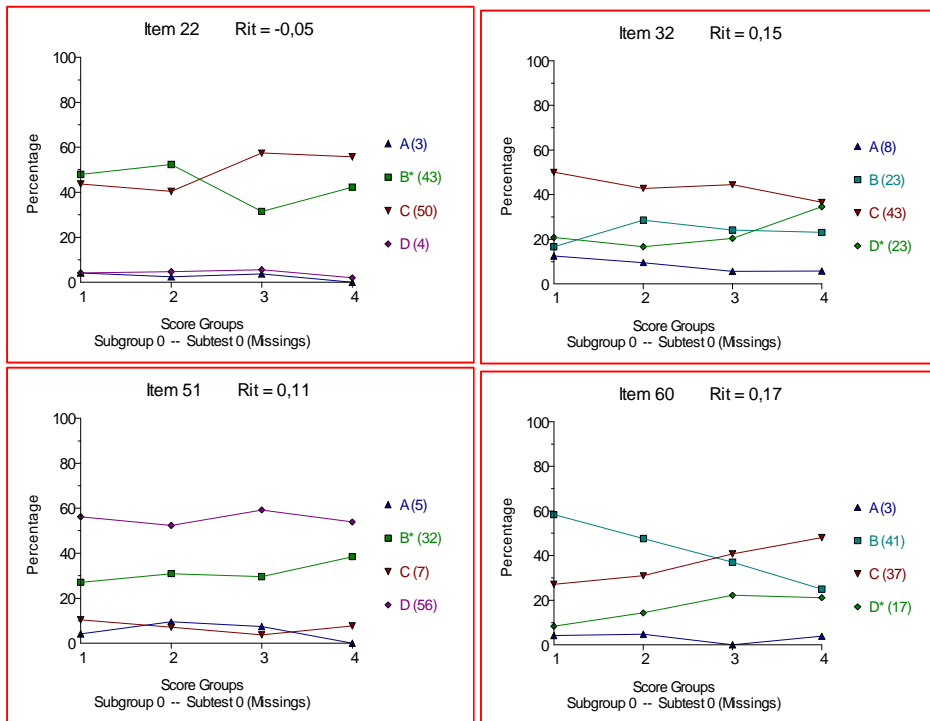 Item 22 Rit = -0,05
100
80
60
40
20
0
Percentage
1 2 3 4
Score Groups
Subgroup 0 -- Subtest 0 (Missings)
A (3)
B* (43)
C (50)
D (4)
Item 32 Rit = 0,15
100
80
60
40
20
0
Percentage
1 2 3 4
Score Groups
Subgroup 0 -- Subtest 0 (Missings)
A (8)
B (23)
C (43)
D* (23)
Item 51 Rit = 0,11
100
80
60
40
20
0
Percentage
1 2 3 4
Score Groups
Subgroup 0 -- Subtest 0 (Missings)
A (5)
B* (32)
C (7)
D (56)
Item 60 Rit = 0,17
100
80
60
40
20
0
Percentage
1 2 3 4
Score Groups
Subgroup 0 -- Subtest 0 (Missings)
A (3)
B (41)
C (37)
D* (17)